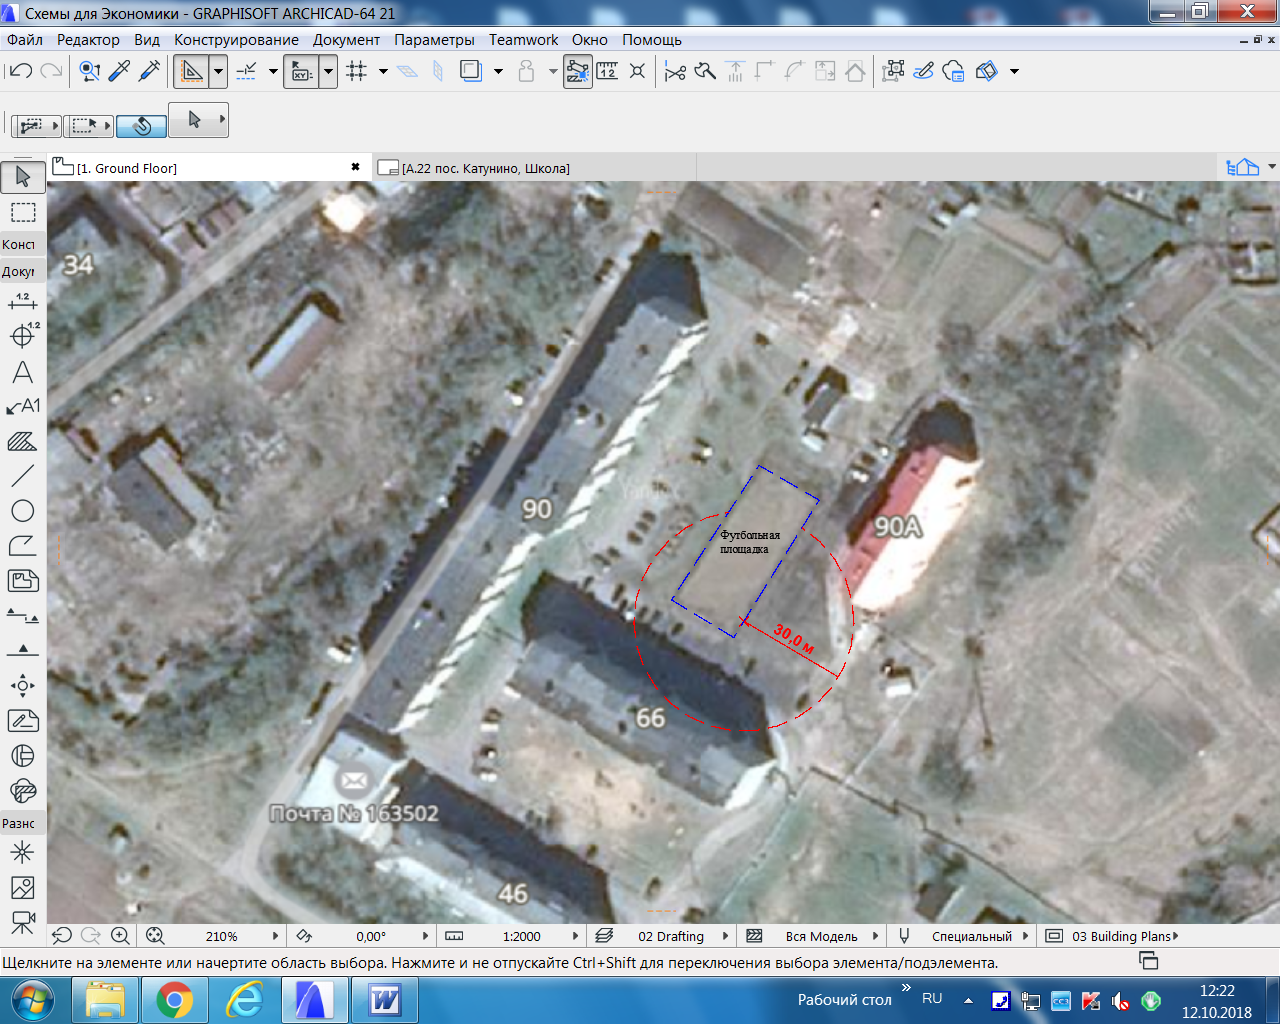 Схемы для Экономики - GRAPHISOFT ARCHICAD-64 21
Файл Редактор Вид Конструирование Документ Параметры Teamwork Окно Помощь
[1. Ground Floor]
[А.22 пос. Катунино, Школа]
Конст
Докум
Разнс
34
90
90А
Футбольная
площадка
30,0 м
66
Почта № 163502
46
210%
0,00°
1:2000
02 Drafting
Вся Модель
Специальный
03 Building Plans
Щелкните на элементе или начертите область выбора. Нажмите и не отпускайте Ctrl+Shift для переключения выбора элемента/подэлемента.
Рабочий стол
RU
12:22
12.10.2018